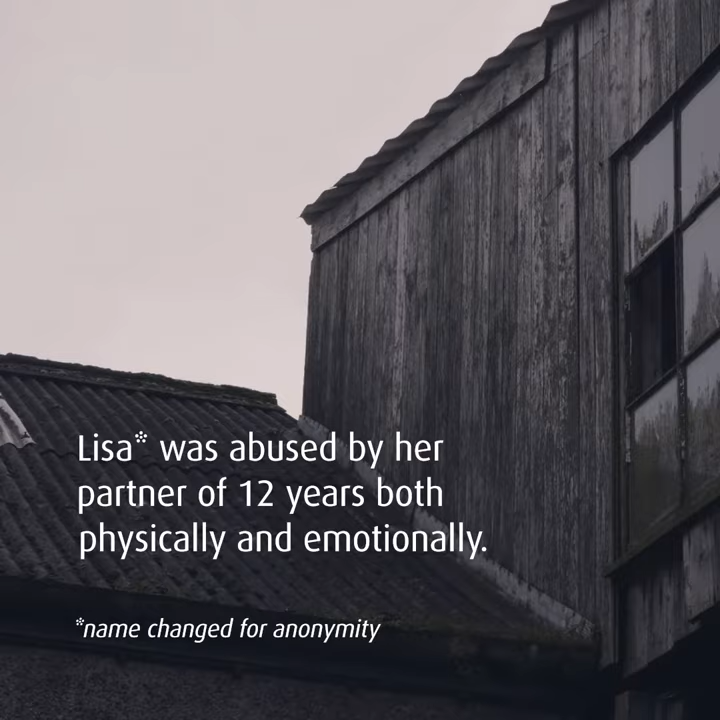 Lisa* was abused by her
partner of 12 years both
physically and emotionally.
*name changed for anonymity